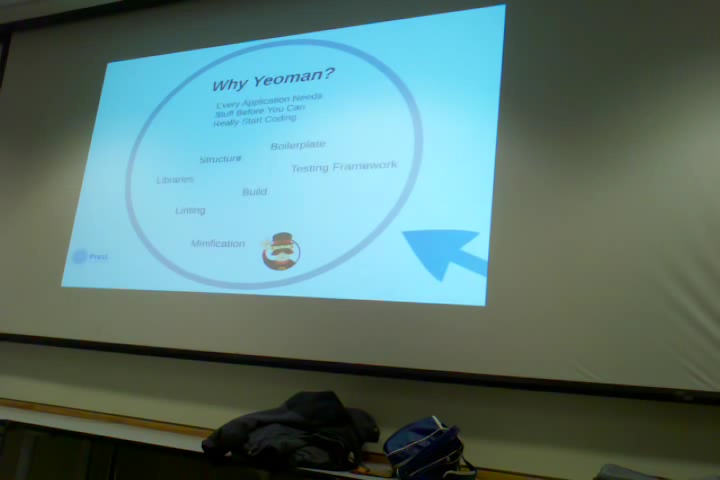 Why Yeoman?
Every Application Needs
Stuff Before You Can
Really Start Coding
Boilerplate
Structure
Testing Framework
Libraries
Build
Linting
Minification
Prezi